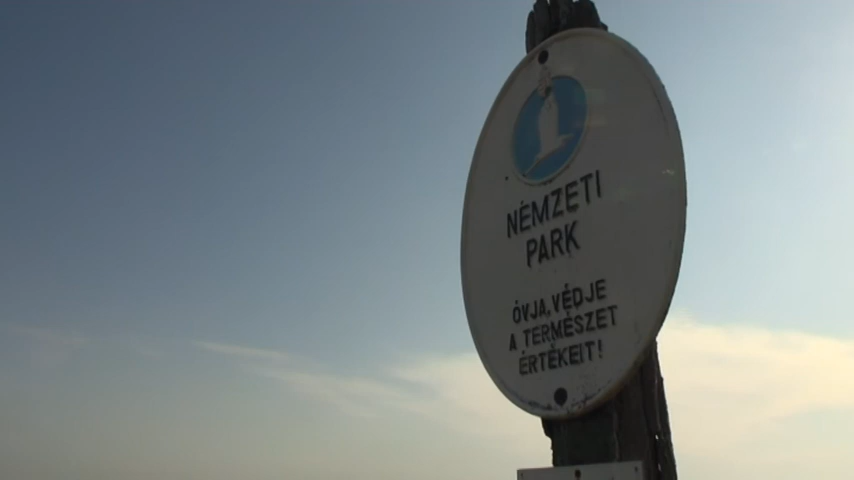 NÉMZETI
PARK
ÓVJA, VÉDJE
A TERMÉSZET
ÉRTÉKEIT!